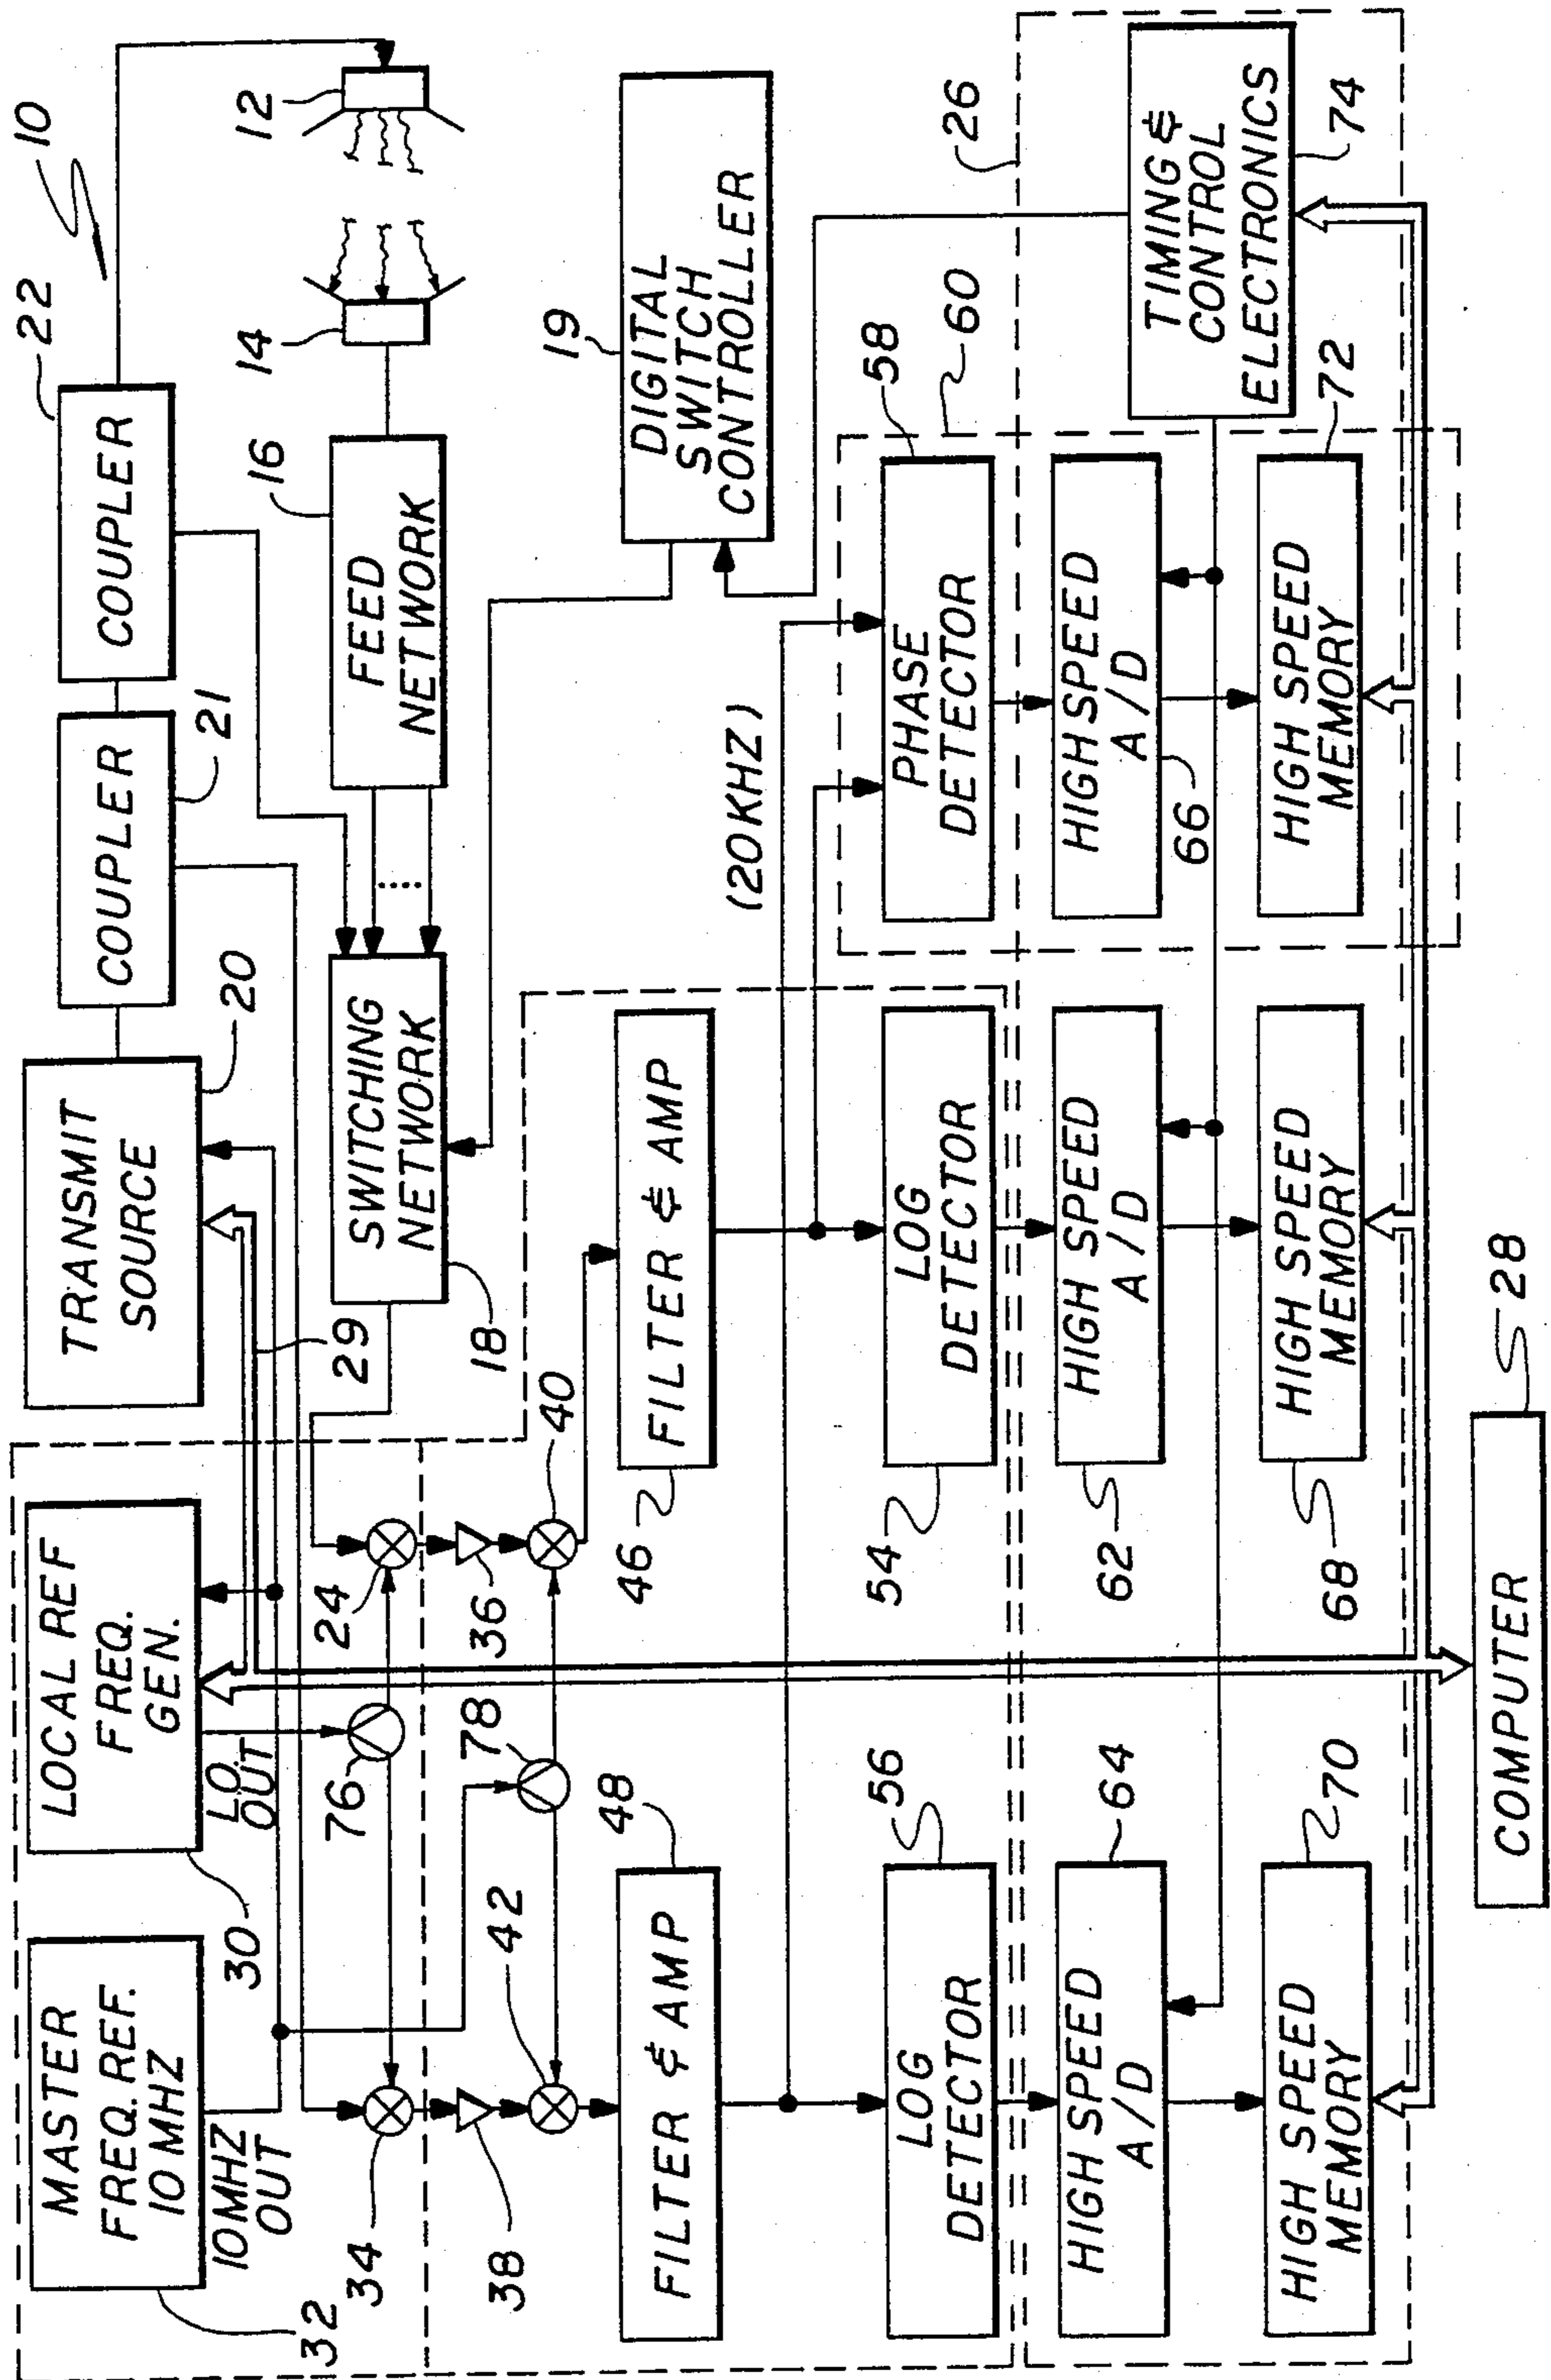 10
MASTER
FREQ. REF.
10 MHZ
10MHZ
OUT
32
LOCAL REF
FREQ.
GEN.
LO.
OUT
30
TRANSMIT
SOURCE
20
COUPLER
21
COUPLER
22
12
14
FEED
NETWORK
16
SWITCHING
NETWORK
18
29
34
76
24
38
36
42
78
40
DIGITAL
SWITCH
CONTROLLER
19
FILTER & AMP
48
FILTER & AMP
46
(20KHZ)
LOG
DETECTOR
56
LOG
DETECTOR
54
PHASE
DETECTOR
58
60
26
HIGH SPEED
A/D
64
HIGH SPEED
A/D
62
HIGH SPEED
A/D
66
TIMING &
CONTROL
ELECTRONICS
74
HIGH SPEED
MEMORY
70
HIGH SPEED
MEMORY
68
HIGH SPEED
MEMORY
72
COMPUTER
28